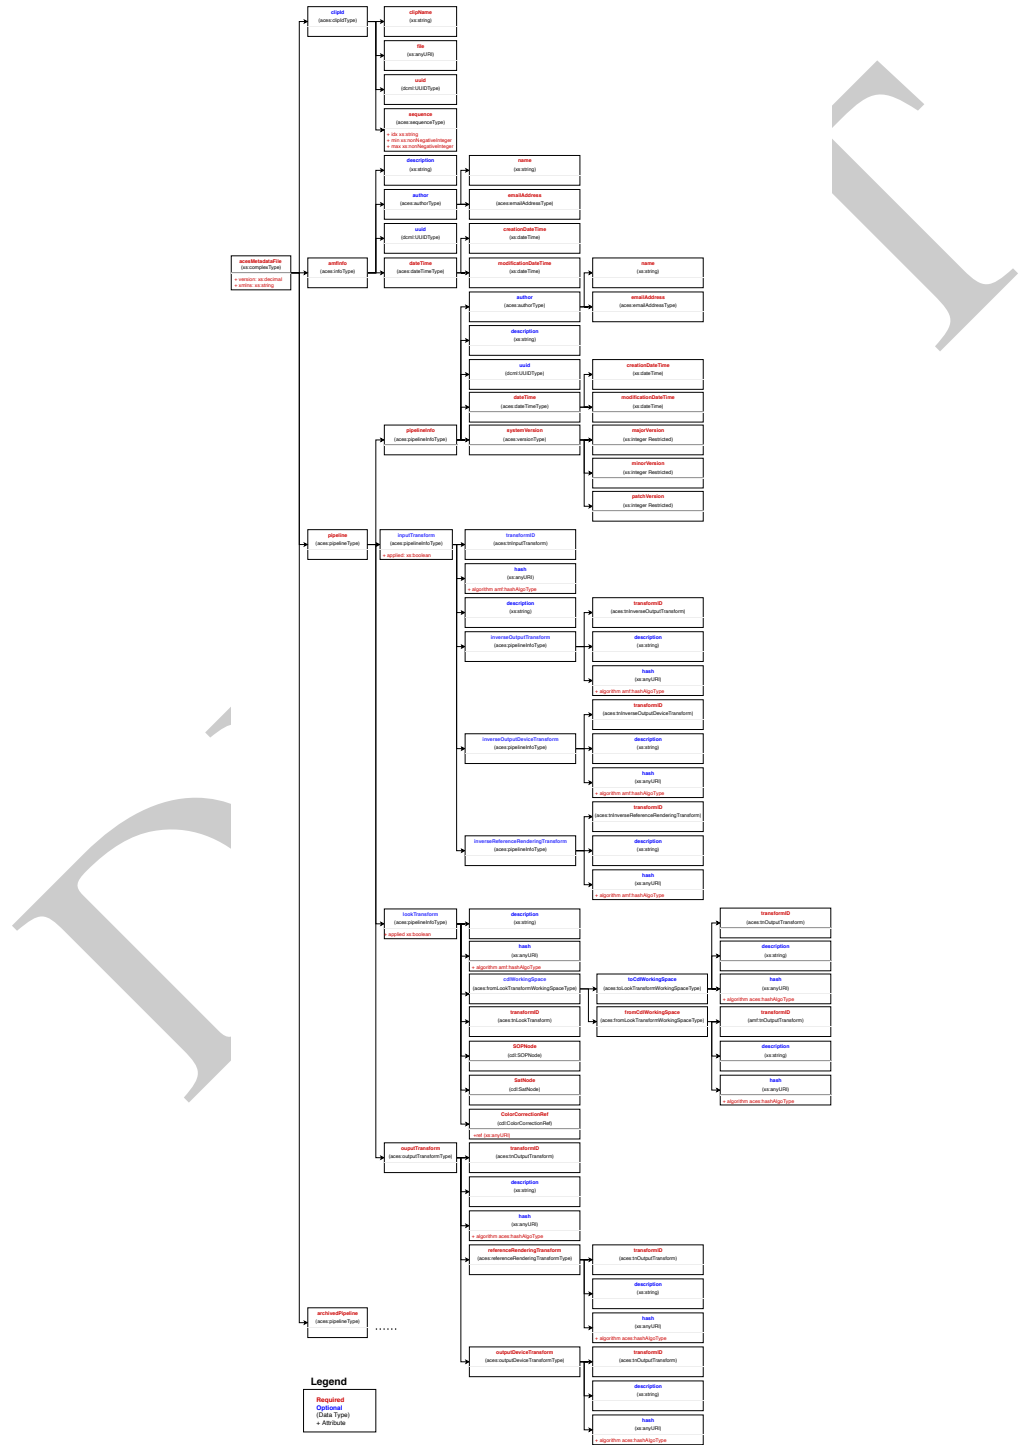 clipId
(aces:clipIdType)
clipName
(xs:string)
file
(xs:anyURI)
uuid
(dcml:UUIDType)
sequence
(aces:sequenceType)
+ idx xs:string
+ min xs:nonNegativeInteger
+ max xs:nonNegativeInteger
description
(xs:string)
name
(xs:string)
author
(aces:authorType)
emailAddress
(aces:emailAddressType)
uuid
(dcml:UUIDType)
creationDateTime
(xs:dateTime)
acesMetadataFile
(xs:complexType)
+ version: xs:decimal
+ xmlns: xs:string
amfInfo
(aces:infoType)
dateTime
(aces:dateTimeType)
modificationDateTime
(xs:dateTime)
name
(xs:string)
author
(aces:authorType)
emailAddress
(aces:emailAddressType)
description
(xs:string)
uuid
(dcml:UUIDType)
creationDateTime
(xs:dateTime)
dateTime
(aces:dateTimeType)
modificationDateTime
(xs:dateTime)
pipelineInfo
(aces:pipelineInfoType)
systemVersion
(aces:versionType)
majorVersion
(xs:integer Restricted)
minorVersion
(xs:integer Restricted)
patchVersion
(xs:integer Restricted)
pipeline
(aces:pipelineType)
inputTransform
(aces:pipelineInfoType)
+ applied: xs:boolean
transformID
(aces:tnInputTransform)
hash
(xs:anyURI)
+ algorithm amf:hashAlgoType
description
(xs:string)
transformID
(aces:tnInverseOutputTransform)
inverseOutputTransform
(aces:pipelineInfoType)
description
(xs:string)
hash
(xs:anyURI)
+ algorithm amf:hashAlgoType
transformID
(aces:tnInverseOutputDeviceTransform)
inverseOutputDeviceTransform
(aces:pipelineInfoType)
description
(xs:string)
hash
(xs:anyURI)
+ algorithm amf:hashAlgoType
transformID
(aces:tnInverseReferenceRenderingTransform)
inverseReferenceRenderingTransform
(aces:pipelineInfoType)
description
(xs:string)
hash
(xs:anyURI)
+ algorithm amf:hashAlgoType
lookTransform
(aces:pipelineInfoType)
+ applied xs:boolean
description
(xs:string)
transformID
(aces:tnOutputTransform)
hash
(xs:anyURI)
+ algorithm amf:hashAlgoType
description
(xs:string)
cdlWorkingSpace
(aces:fromLookTransformWorkingSpaceType)
toCdlWorkingSpace
(aces:toLookTransformWorkingSpaceType)
hash
(xs:anyURI)
+ algorithm aces:hashAlgoType
transformID
(aces:tnLookTransform)
fromCdlWorkingSpace
(aces:fromLookTransformWorkingSpaceType)
transformID
(amf:tnOutputTransform)
SOPNode
(cdl:SOPNode)
description
(xs:string)
SatNode
(cdl:SatNode)
hash
(xs:anyURI)
+ algorithm aces:hashAlgoType
ColorCorrectionRef
(cdl:ColorCorrectionRef)
+ref (xs:anyURI)
ouputTransform
(aces:outputTransformType)
transformID
(aces:tnOutputTransform)
description
(xs:string)
hash
(xs:anyURI)
+ algorithm aces:hashAlgoType
referenceRenderingTransform
(aces:referenceRenderingTransformType)
transformID
(aces:tnOutputTransform)
description
(xs:string)
hash
(xs:anyURI)
+ algorithm aces:hashAlgoType
archivedPipeline
(aces:pipelineType)
......
outputDeviceTransform
(aces:outputDeviceTransformType)
transformID
(aces:tnOutputTransform)
description
(xs:string)
hash
(xs:anyURI)
+ algorithm aces:hashAlgoType
Legend
Required
Optional
(Data Type)
+ Attribute